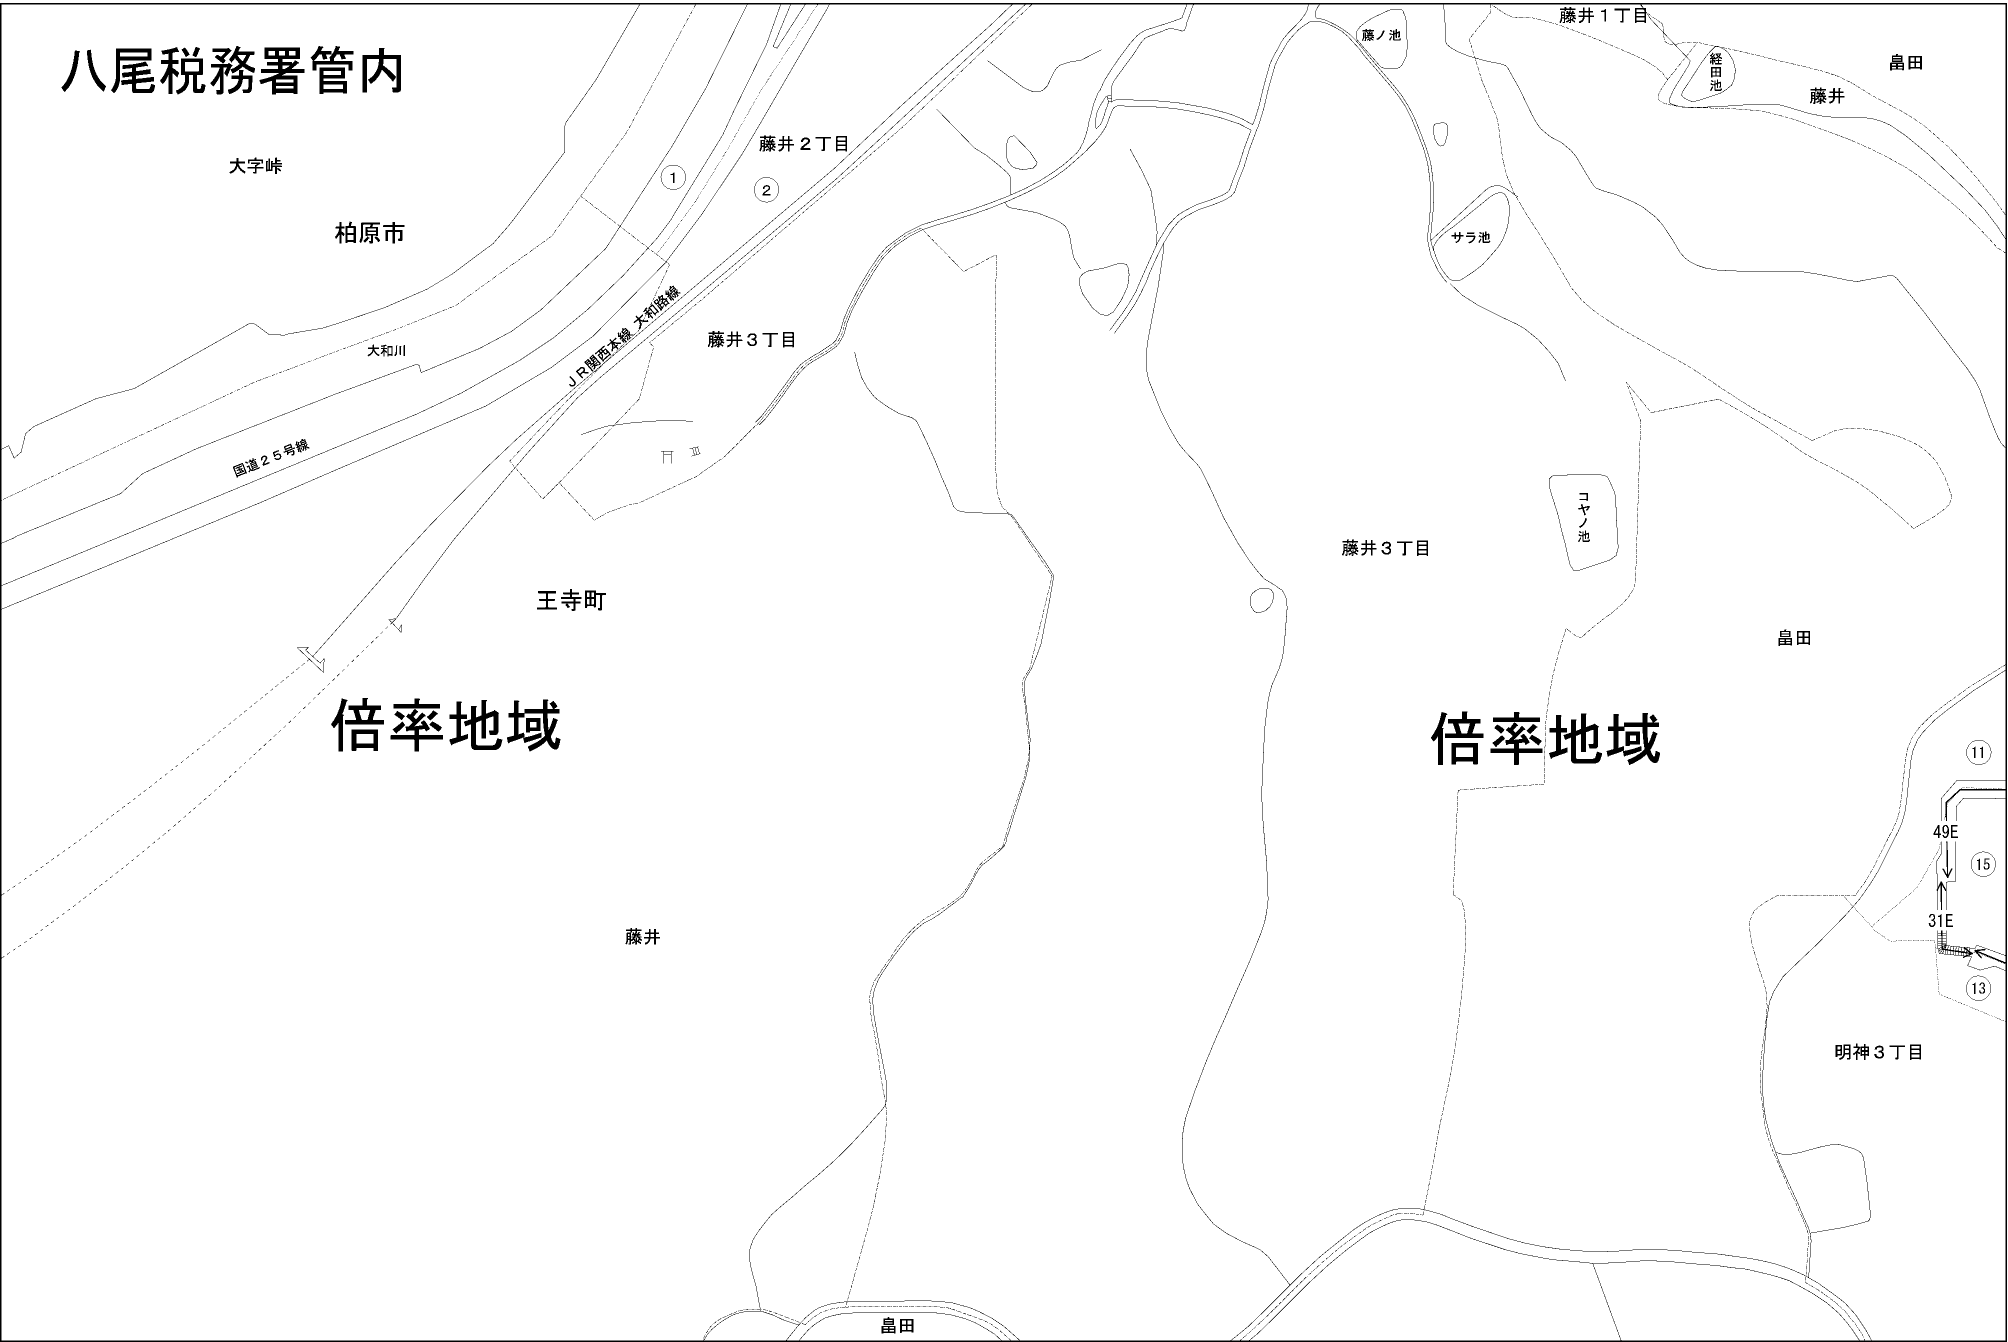 八尾税務署管内
藤井１丁目
藤ノ池
経田池
畠田
藤井
藤井２丁目
大字峠
①
②
柏原市
サラ池
ＪＲ関西本線 大和路線
藤井３丁目
大和川
国道２５号線
コヤノ池
藤井３丁目
王寺町
畠田
倍率地域
倍率地域
⑪
49E
⑮
31E
藤井
⑬
明神３丁目
畠田